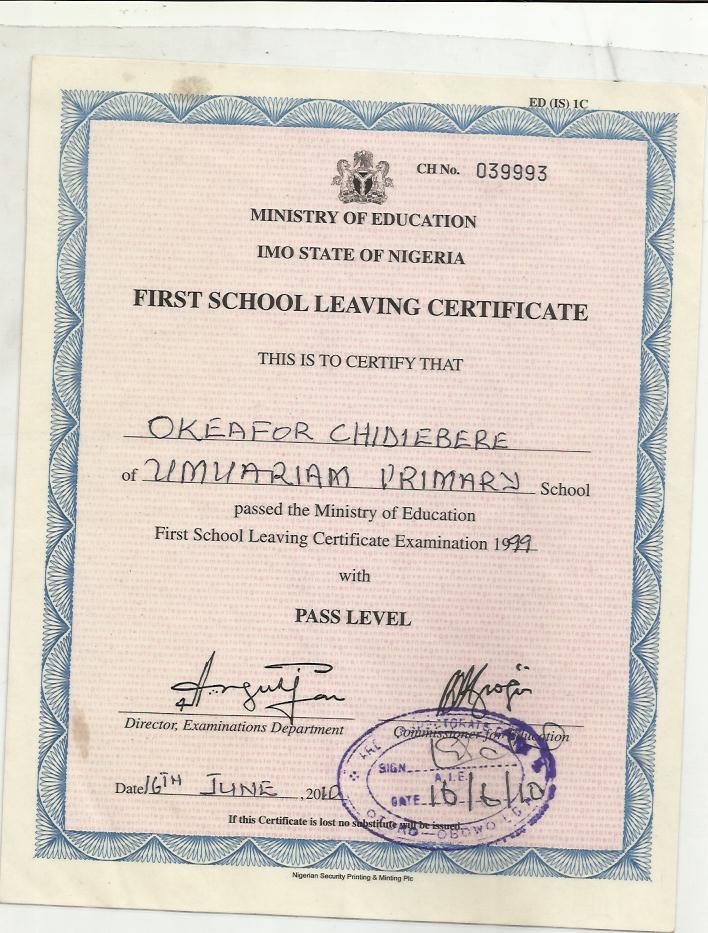 ED (IS) 1C
CH No. 039993
MINISTRY OF EDUCATION
IMO STATE OF NIGERIA
FIRST SCHOOL LEAVING CERTIFICATE
THIS IS TO CERTIFY THAT
OKEAFOR CHIDIEBERE
of UMUARIAM PRIMARY School
passed the Ministry of Education
First School Leaving Certificate Examination 1999
with
PASS LEVEL
Director, Examinations Department
Commissioner for Education
SIGN
A.I.E.
Date 16TH JUNE, 2010
DATE 16/6/10
OBOWO L.G.A
If this Certificate is lost no substitute will be issued.
Nigerian Security Printing & Minting Plc